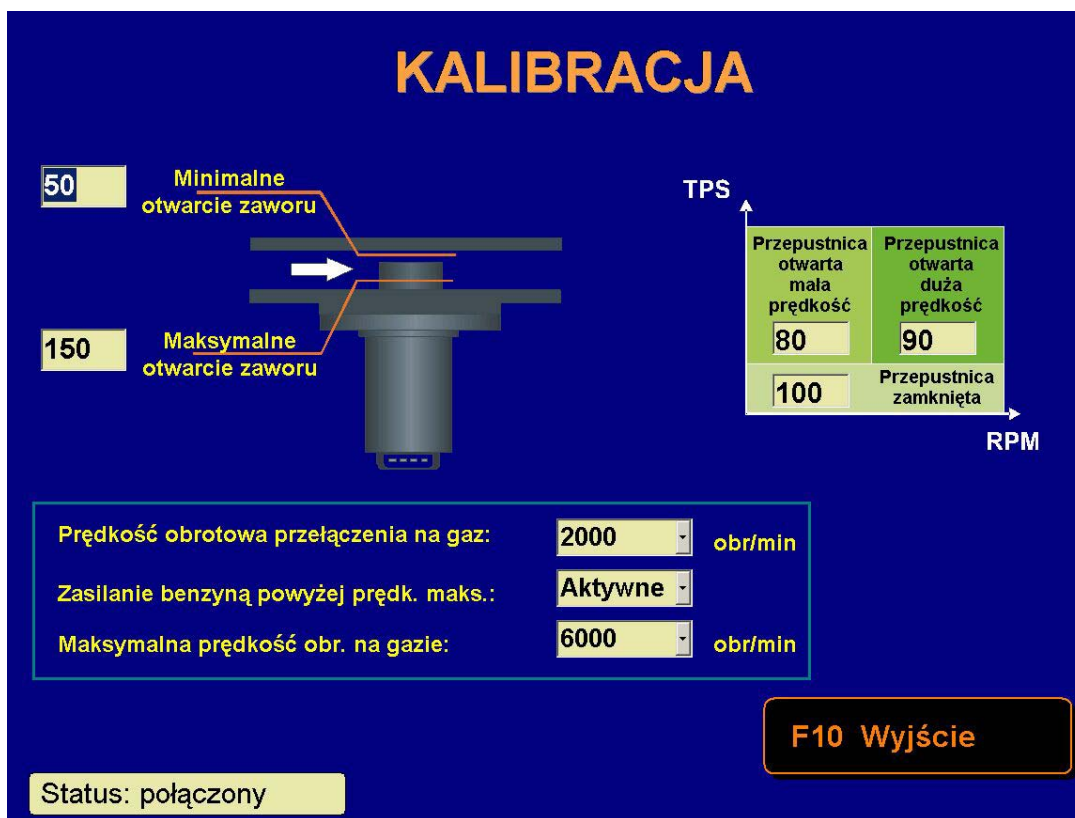 KALIBRACJA
50
Minimalne
otwarcie zaworu
150
Maksymalne
otwarcie zaworu
TPS
Przepustnica
otwarta
mała
prędkość
80
Przepustnica
otwarta
duża
prędkość
90
100
Przepustnica
zamknięta
RPM
Prędkość obrotowa przełączenia na gaz: 2000 obr/min
Zasilanie benzyną powyżej prędk. maks.: Aktywne
Maksymalna prędkość obr. na gazie: 6000 obr/min
F10 Wyjście
Status: połączony